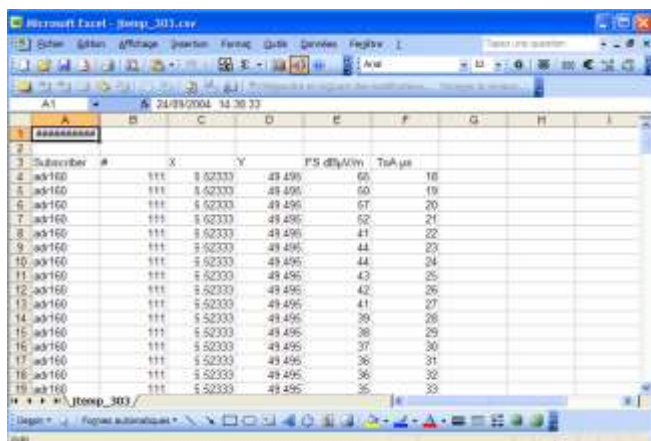 Microsoft Excel - jtemp_303.csv
Fichier Edition Affichage Insertion Format Outils Données Fenêtre ?
Arial
A1 24/09/2004 14:30:33
A B C D E F G H I
1 ##########
2
3 Subscriber # X Y FS dBµV/m ToA µs
4 adr160 111 5.52333 49.495 18
5 adr160 111 5.52333 49.495 19
6 adr160 111 5.52333 49.495 57 20
7 adr160 111 5.52333 49.495 52 21
8 adr160 111 5.52333 49.495 41 22
9 adr160 111 5.52333 49.495 44 23
10 adr160 111 5.52333 49.495 44 24
11 adr160 111 5.52333 49.495 43 25
12 adr160 111 5.52333 49.495 42 26
13 adr160 111 5.52333 49.495 41 27
14 adr160 111 5.52333 49.495 39 28
15 adr160 111 5.52333 49.495 38 29
16 adr160 111 5.52333 49.495 37 30
17 adr160 111 5.52333 49.495 36 31
18 adr160 111 5.52333 49.495 36 32
19 adr160 111 5.52333 49.495 35 33
jtemp_303
Dessin Formes automatiques